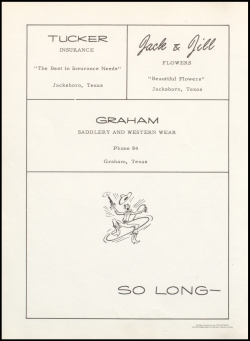 TUCKER
INSURANCE
"The Best in Insurance Needs"
Jacksboro, Texas
Jack & Jill
FLOWERS
"Beautiful Flowers"
Jacksboro, Texas
GRAHAM
SADDLERY AND WESTERN WEAR
Phone 84
Graham, Texas
SO LONG—